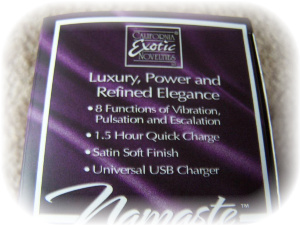 CALIFORNIA
Exotic
NOVELTIES
Luxury, Power and
Refined Elegance
• 8 Functions of Vibration,
Pulsation and Escalation
• 1.5 Hour Quick Charge
• Satin Soft Finish
• Universal USB Charger
Namaste™